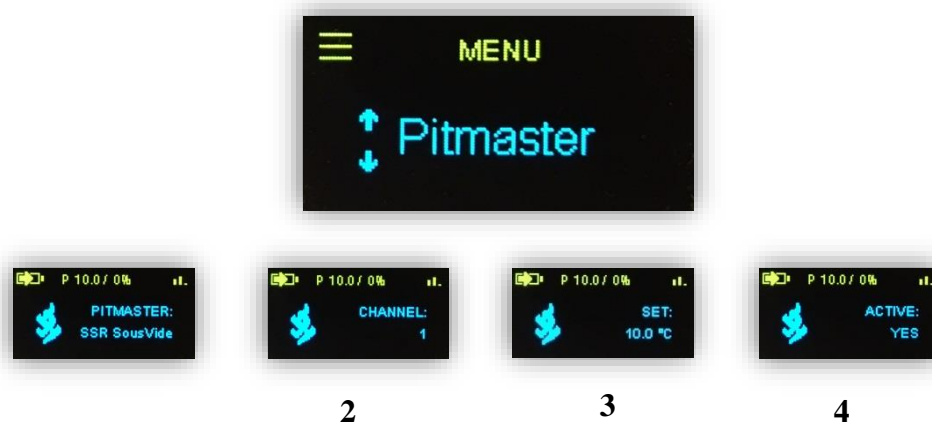 MENU
Pitmaster
P 10.0 / 0%
PITMASTER:
SSR SousVide
P 10.0 / 0%
CHANNEL:
1
P 10.0 / 0%
SET:
10.0 °C
P 10.0 / 0%
ACTIVE:
YES
2
3
4